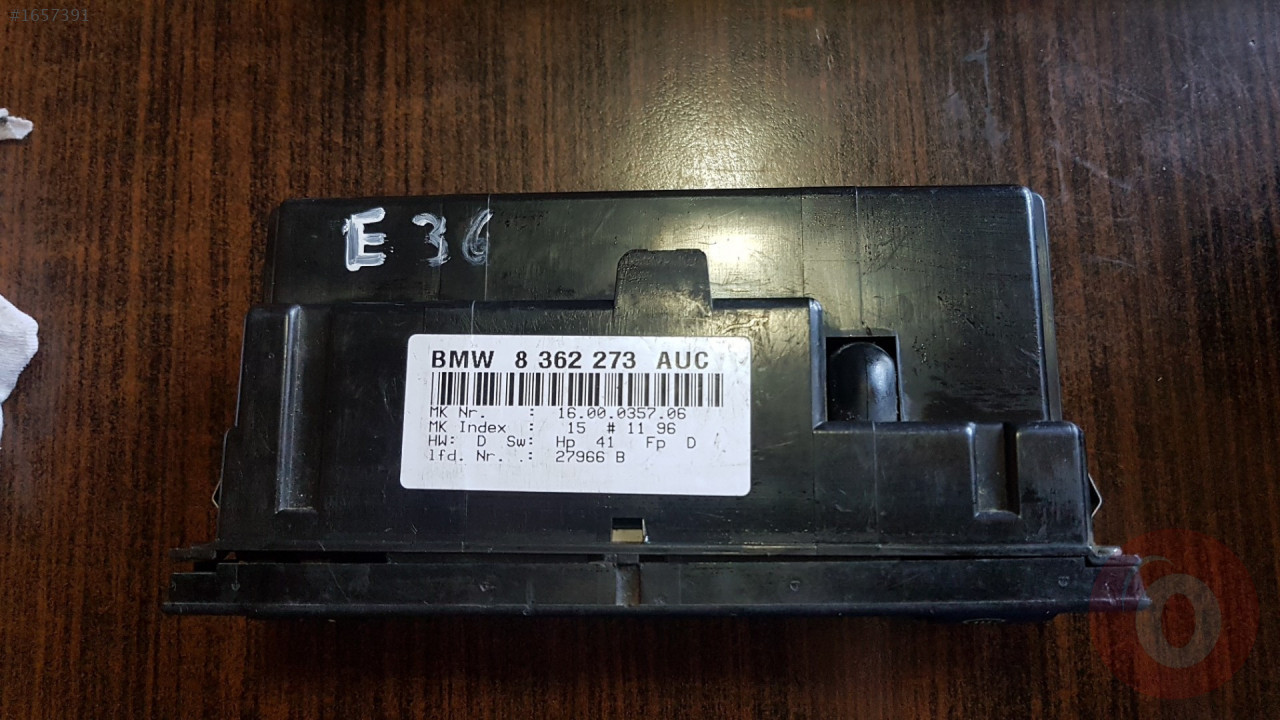 #1657391
E 36
BMW 8 362 273 AUC
MK Nr. : 16.00.0357.06
MK Index : 15 # 11 96
HW: D Sw: Hp 41 Fp D
lfd. Nr. .: 27966 B